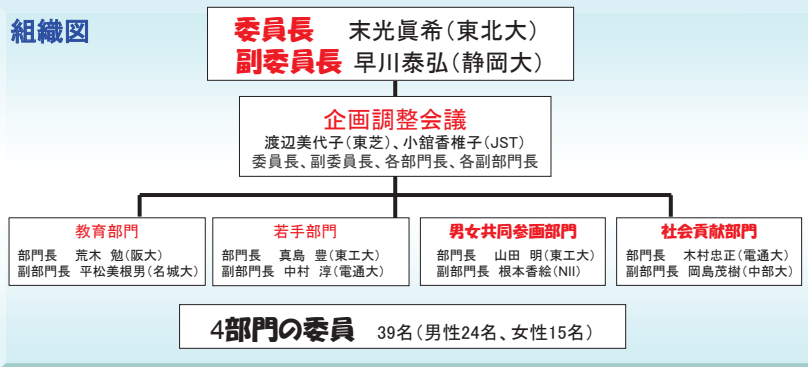 組織図
委員長 末光眞希（東北大）
副委員長 早川泰弘（静岡大）
企画調整会議
渡辺美代子（東芝）、小舘香椎子（JST）
委員長、副委員長、各部門長、各副部門長
教育部門
部門長 荒木 勉（阪大）
副部門長 平松美根男（名城大）
若手部門
部門長 真島 豊（東工大）
副部門長 中村 淳（電通大）
男女共同参画部門
部門長 山田 明（東工大）
副部門長 根本香絵（NII）
社会貢献部門
部門長 木村忠正（電通大）
副部門長 岡島茂樹（中部大）
4部門の委員 39名（男性24名、女性15名）